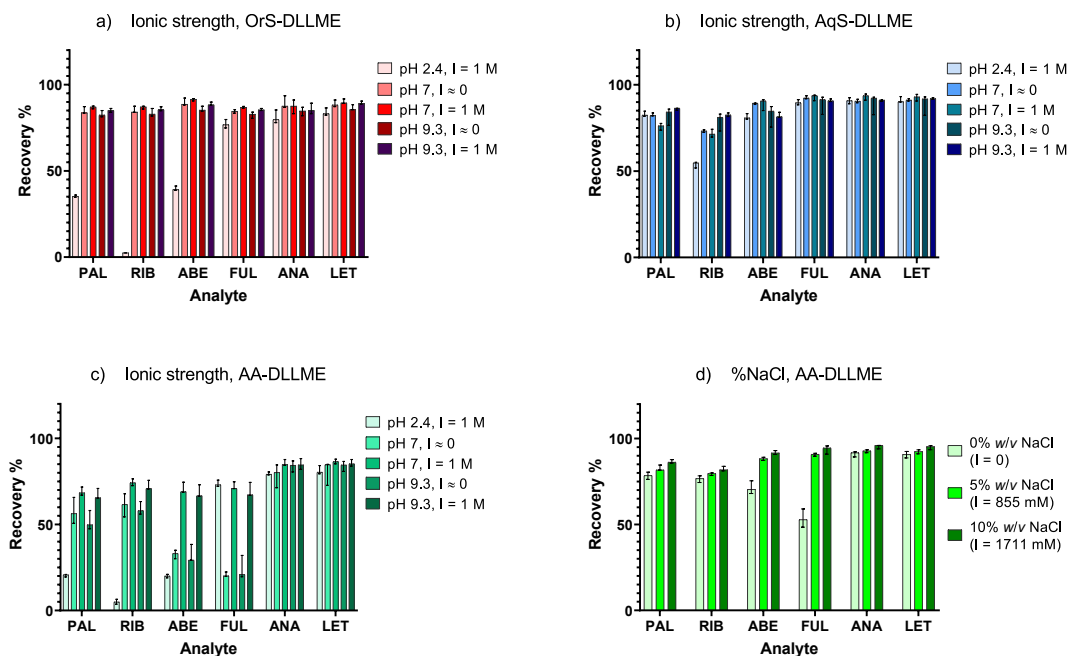 a) Ionic strength, OrS-DLLME
Recovery %
100
50
0
PAL RIB ABE FUL ANA LET
Analyte
pH 2.4, I = 1 M
pH 7, I ≈ 0
pH 7, I = 1M
pH 9.3, I ≈ 0
pH 9.3, I = 1 M
b) Ionic strength, AqS-DLLME
Recovery %
100
50
0
PAL RIB ABE FUL ANA LET
Analyte
pH 2.4, I = 1 M
pH 7, I ≈ 0
pH 7, I = 1M
pH 9.3, I ≈ 0
pH 9.3, I = 1 M
c) Ionic strength, AA-DLLME
Recovery %
100
50
0
PAL RIB ABE FUL ANA LET
Analyte
pH 2.4, I = 1 M
pH 7, I ≈ 0
pH 7, I = 1 M
pH 9.3, I ≈ 0
pH 9.3, I = 1 M
d) %NaCl, AA-DLLME
Recovery %
100
50
0
PAL RIB ABE FUL ANA LET
Analyte
0% w/v NaCl
(I = 0)
5% w/v NaCl
(I = 855 mM)
10% w/v NaCl
(I = 1711 mM)